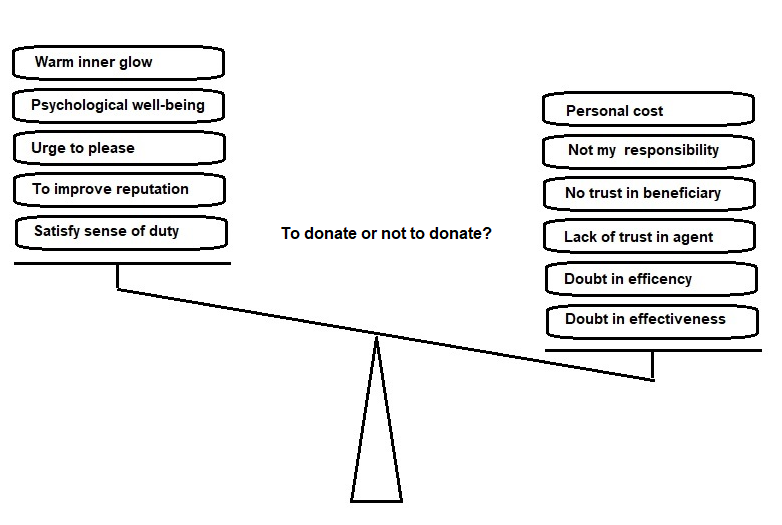 Warm inner glow
Psychological well-being
Urge to please
To improve reputation
Satisfy sense of duty
To donate or not to donate?
Personal cost
Not my responsibility
No trust in beneficiary
Lack of trust in agent
Doubt in efficency
Doubt in effectiveness